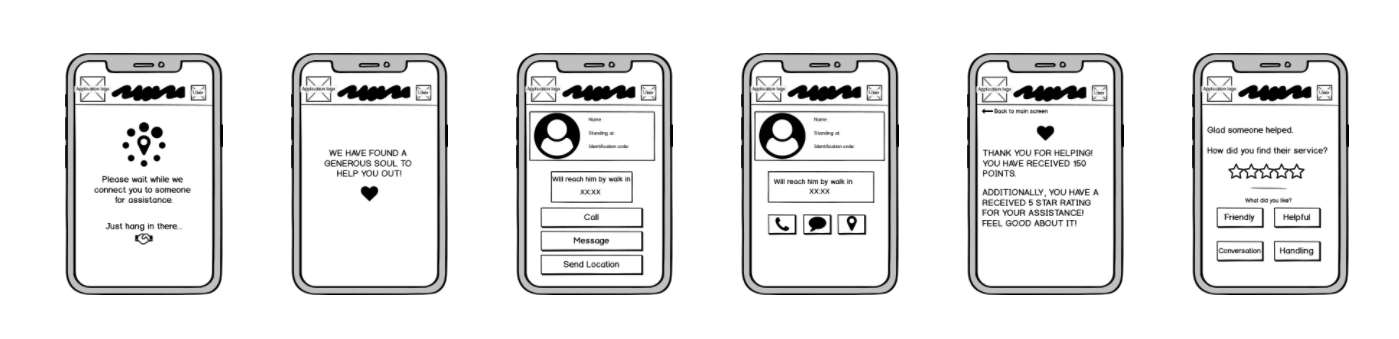 Application logo
User
Please wait while we
connect you to someone
for assistance.
Just hang in there...
Application logo
User
WE HAVE FOUND A
GENEROUS SOUL TO
HELP YOU OUT!
Application logo
User
Name:
Standing at:
Identification code:
Will reach him by walk in
XX:XX
Call
Message
Send Location
Application logo
User
Name:
Standing at:
Identification code:
Will reach him by walk in
XX:XX
Application logo
User
Back to main screen
THANK YOU FOR HELPING!
YOU HAVE RECEIVED 150
POINTS.
ADDITIONALLY, YOU HAVE A
RECEIVED 5 STAR RATING
FOR YOUR ASSISTANCE!
FEEL GOOD ABOUT IT!
Application logo
User
Glad someone helped.
How did you find their service?
What did you like?
Friendly
Helpful
Conversation
Handling